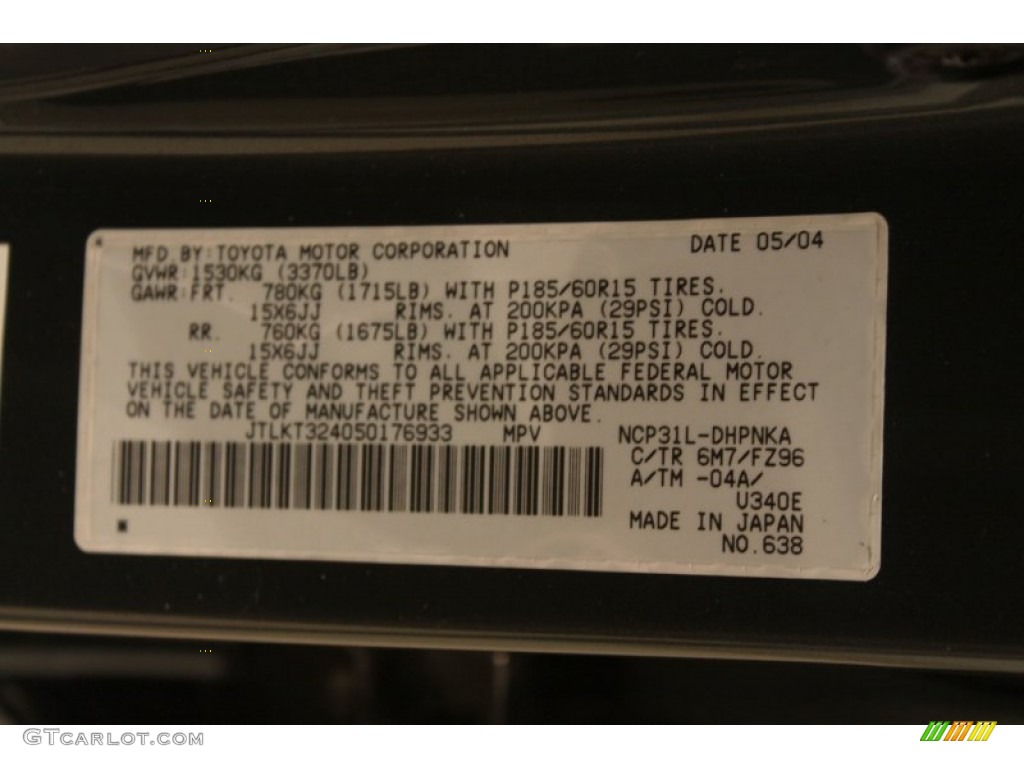 MFD.BY:TOYOTA MOTOR CORPORATION DATE 05/04
GVWR:1530KG (3370LB)
GAWR:FRT. 780KG (1715LB) WITH P185/60R15 TIRES.
15X6JJ RIMS. AT 200KPA (29PSI) COLD.
RR. 760KG (1675LB) WITH P185/60R15 TIRES.
15X6JJ RIMS. AT 200KPA (29PSI) COLD.
THIS VEHICLE CONFORMS TO ALL APPLICABLE FEDERAL MOTOR
VEHICLE SAFETY AND THEFT PREVENTION STANDARDS IN EFFECT
ON THE DATE OF MANUFACTURE SHOWN ABOVE.
JTLKT324050176933 MPV NCP31L-DHPNKA
C/TR 6M7/FZ96
A/TM -04A/
U340E
MADE IN JAPAN
NO.638
GTCARLOT.COM